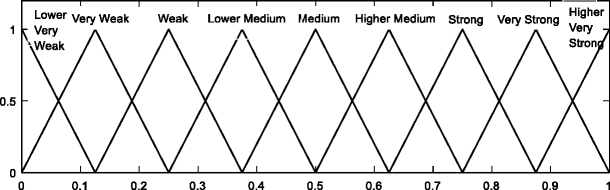 Lower Very Weak
Very Weak
Weak
Lower Medium
Medium
Higher Medium
Strong
Very Strong
Higher Very Strong
1
0.5
0
0 0.1 0.2 0.3 0.4 0.5 0.6 0.7 0.8 0.9 1